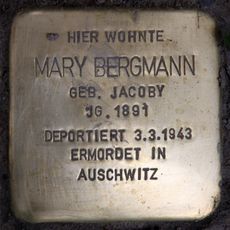 HIER WOHNTE
MARY BERGMANN
GEB. JACOBY
JG. 1891
DEPORTIERT 3.3.1943
ERMORDET IN
AUSCHWITZ